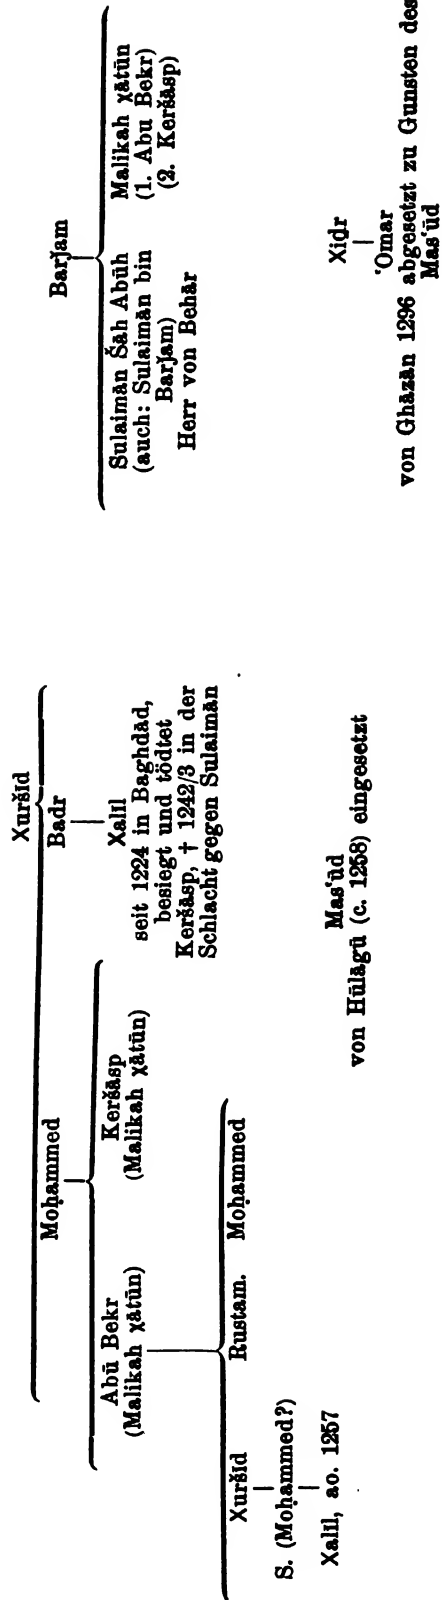 Xuršīd
Moḥammed
Badr
Abū Bekr
(Malikah χātūn)
Keršāsp
(Malikah χātūn)
Xalīl
seit 1224 in Baghdād,
besiegt und tödtet
Keršāsp, † 1242/3 in der
Schlacht gegen Sulaimān
Xuršīd
Rustam.
Moḥammed
S. (Moḥammed?)
Xalīl, ao. 1257
Mas‘ūd
von Hūlāgū (c. 1258) eingesetzt
Barǰam
Sulaimān Šāh Abūh
(auch: Sulaimān bin
Barǰam)
Herr von Behār
Malikah χātūn
(1. Abu Bekr)
(2. Keršāsp)
Xiḍr
‘Omar
von Ghāzān 1296 abgesetzt zu Gunsten des
Mas‘ūd